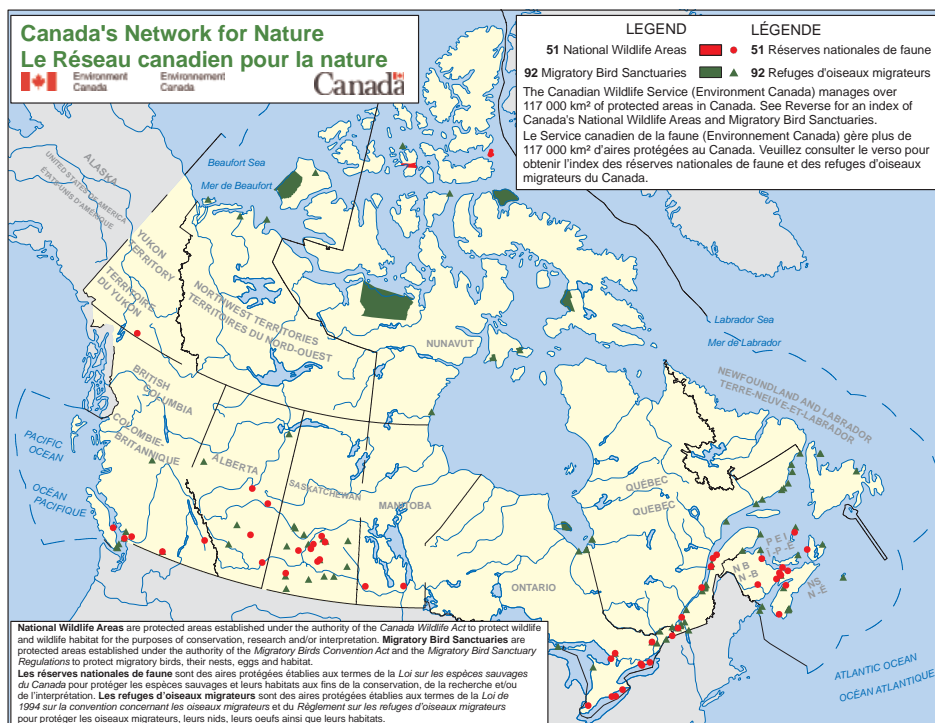 Canada's Network for Nature
Le Réseau canadien pour la nature
Environment
Canada
Environnement
Canada
Canada
LEGEND
LÉGENDE
51 National Wildlife Areas
51 Réserves nationales de faune
92 Migratory Bird Sanctuaries
92 Refuges d'oiseaux migrateurs
The Canadian Wildlife Service (Environment Canada) manages over
117 000 km² of protected areas in Canada. See Reverse for an index of
Canada's National Wildlife Areas and Migratory Bird Sanctuaries.
Le Service canadien de la faune (Environnement Canada) gère plus de
117 000 km² d'aires protégées au Canada. Veuillez consulter le verso pour
obtenir l'index des réserves nationales de faune et des refuges d'oiseaux
migrateurs du Canada.
Beaufort Sea
Mer de Beaufort
ALASKA
UNITED STATES OF AMERICA
ETATS-UNIS D'AMÉRIQUE
YUKON
TERRITORY
TERRITOIRE
DU YUKON
NORTHWEST TERRITORIES
TERRITOIRES DU NORD-OUEST
NUNAVUT
Labrador Sea
Mer de Labrador
NEWFOUNDLAND AND LABRADOR
TERRE-NEUVE-ET-LABRADOR
BRITISH
COLUMBIA
COLOMBIE-
BRITANNIQUE
PACIFIC
OCEAN
OCÉAN
PACIFIQUE
ALBERTA
SASKATCHEWAN
MANITOBA
ONTARIO
QUÉBEC
QUEBEC
P E I
I -P -E
N B
N -B
NS
N -E
ATLANTIC OCEAN
OCÉAN ATLANTIQUE
National Wildlife Areas are protected areas established under the authority of the Canada Wildlife Act to protect wildlife
and wildlife habitat for the purposes of conservation, research and/or interpretation. Migratory Bird Sanctuaries are
protected areas established under the authority of the Migratory Birds Convention Act and the Migratory Bird Sanctuary
Regulations to protect migratory birds, their nests, eggs and habitat.
Les réserves nationales de faune sont des aires protégées établies aux termes de la Loi sur les espèces sauvages
du Canada pour protéger les espèces sauvages et leurs habitats aux fins de la conservation, de la recherche et/ou
de l'interpretation. Les refuges d'oiseaux migrateurs sont des aires protégées établies aux termes de la Loi de
1994 sur la convention concernant les oiseaux migrateurs et du Règlement sur les refuges d'oiseaux migrateurs
pour protéger les oiseaux migrateurs, leurs nids, leurs oeufs ainsi que leurs habitats.